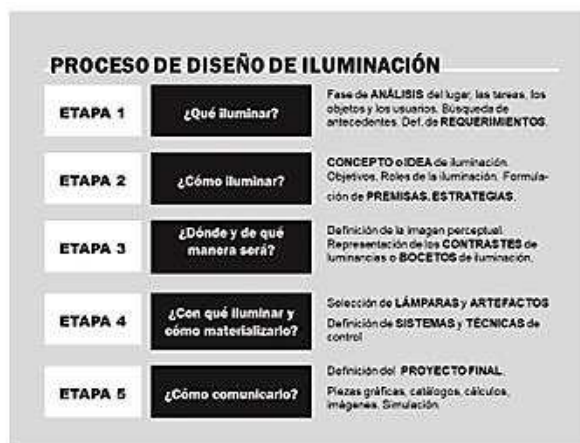 PROCESO DE DISEÑO DE ILUMINACIÓN
ETAPA 1
¿Qué iluminar?
Fase de ANÁLISIS del lugar, las tareas, los
objetos y los usuarios. Búsqueda de
antecedentes. Def. de REQUERIMIENTOS.
ETAPA 2
¿Cómo iluminar?
CONCEPTO o IDEA de iluminación.
Objetivos. Roles de la iluminación. Formula-
ción de PREMISAS. ESTRATEGIAS.
ETAPA 3
¿Dónde y de qué
manera será?
Definición de la imagen perceptual.
Representación de los CONTRASTES de
luminancias o BOCETOS de iluminación.
ETAPA 4
¿Con qué iluminar y
cómo materializarlo?
Selección de LÁMPARAS y ARTEFACTOS
Definición de SISTEMAS y TÉCNICAS de
control
ETAPA 5
¿Cómo comunicarlo?
Definición del PROYECTO FINAL.
Piezas gráficas, catálogos, cálculos,
imágenes. Simulación.